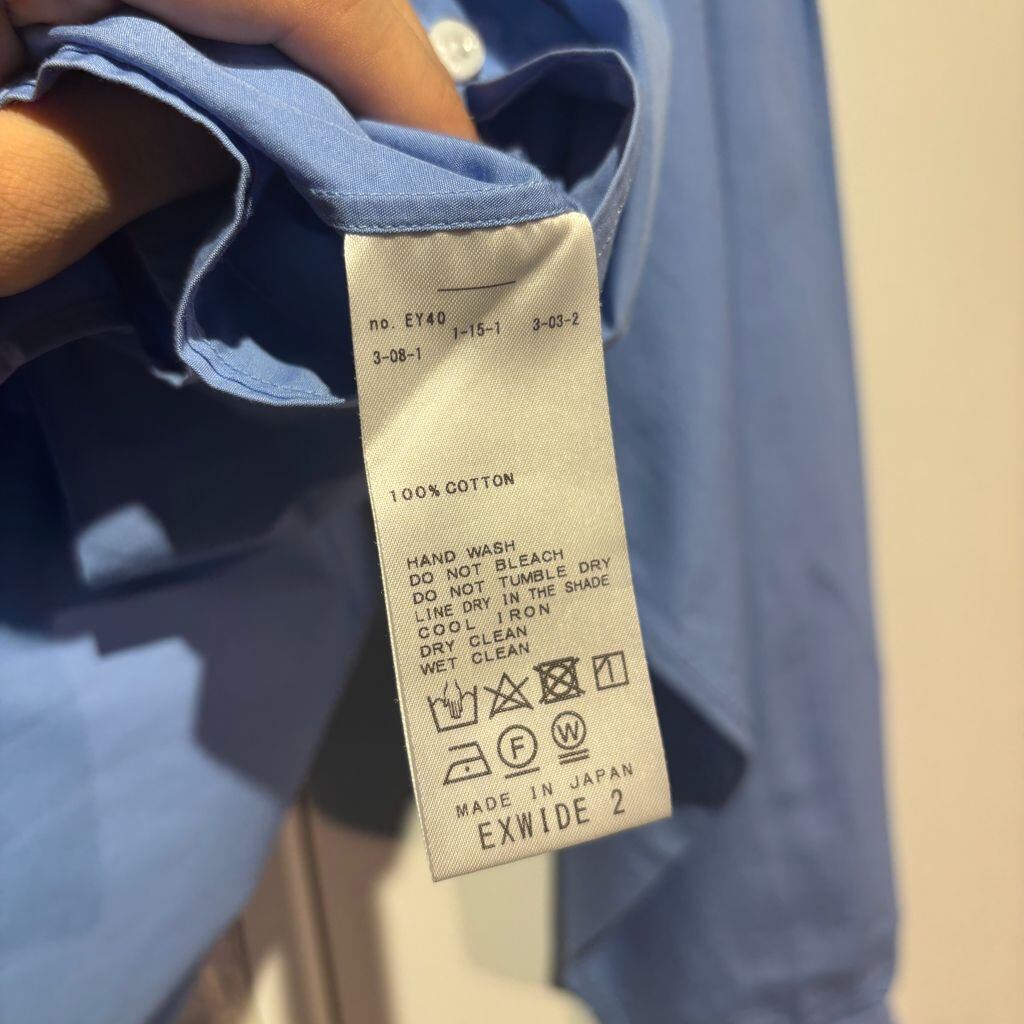 no. EY40 1-15-1 3-03-2
3-08-1
100% COTTON
HAND WASH
DO NOT BLEACH
DO NOT TUMBLE DRY
LINE DRY IN THE SHADE
COOL IRON
DRY CLEAN
WET CLEAN
F W
MADE IN JAPAN
EXWIDE 2